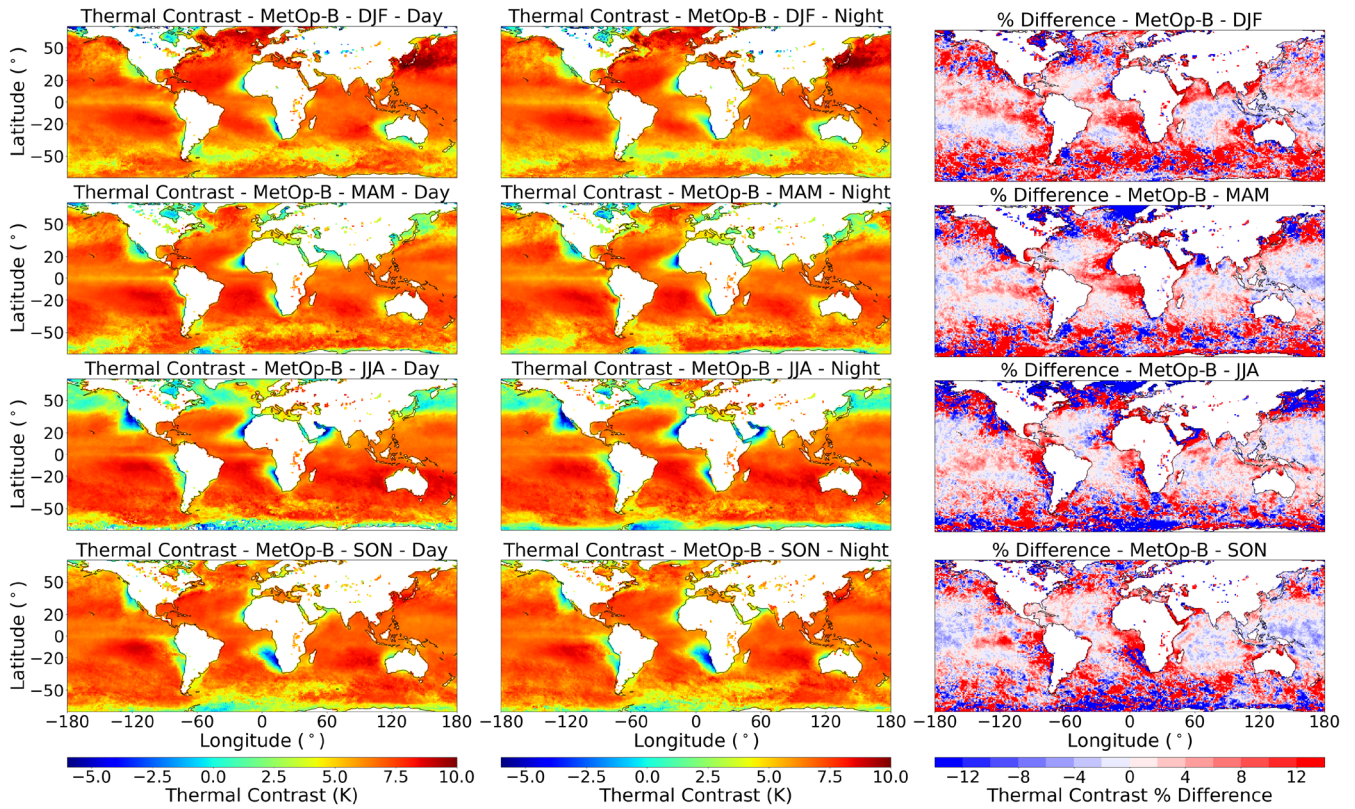 Thermal Contrast - MetOp-B - DJF - Day
Thermal Contrast - MetOp-B - DJF - Night
% Difference - MetOp-B - DJF
Latitude (°)
50
20
0
−20
−50
Thermal Contrast - MetOp-B - MAM - Day
Thermal Contrast - MetOp-B - MAM - Night
% Difference - MetOp-B - MAM
Latitude (°)
50
20
0
−20
−50
Thermal Contrast - MetOp-B - JJA - Day
Thermal Contrast - MetOp-B - JJA - Night
% Difference - MetOp-B - JJA
Latitude (°)
50
20
0
−20
−50
Thermal Contrast - MetOp-B - SON - Day
Thermal Contrast - MetOp-B - SON - Night
% Difference - MetOp-B - SON
Latitude (°)
50
20
0
−20
−50
−180 −120 −60 0 60 120 180
−180 −120 −60 0 60 120 180
−180 −120 −60 0 60 120 180
Longitude (°)
Longitude (°)
Longitude (°)
−5.0 −2.5 0.0 2.5 5.0 7.5 10.0
−5.0 −2.5 0.0 2.5 5.0 7.5 10.0
−12 −8 −4 0 4 8 12
Thermal Contrast (K)
Thermal Contrast (K)
Thermal Contrast % Difference